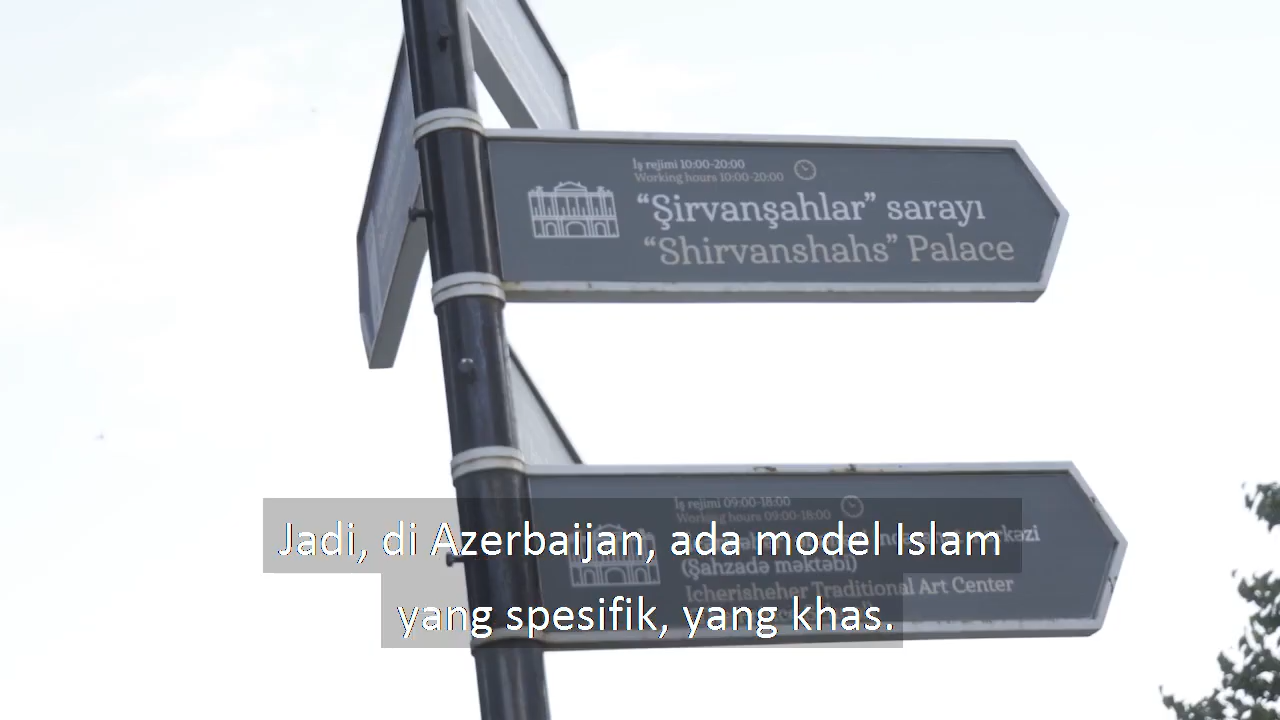 İş rejimi 10:00-20:00
Working hours 10:00-20:00
“Şirvanşahlar” sarayı
“Shirvanshahs” Palace
İş rejimi 09:00-18:00
Working hours 09:00-18:00
(Şahzadə məktəbi)
Icherisheher Traditional Art Center
Jadi, di Azerbaijan, ada model Islam
yang spesifik, yang khas.